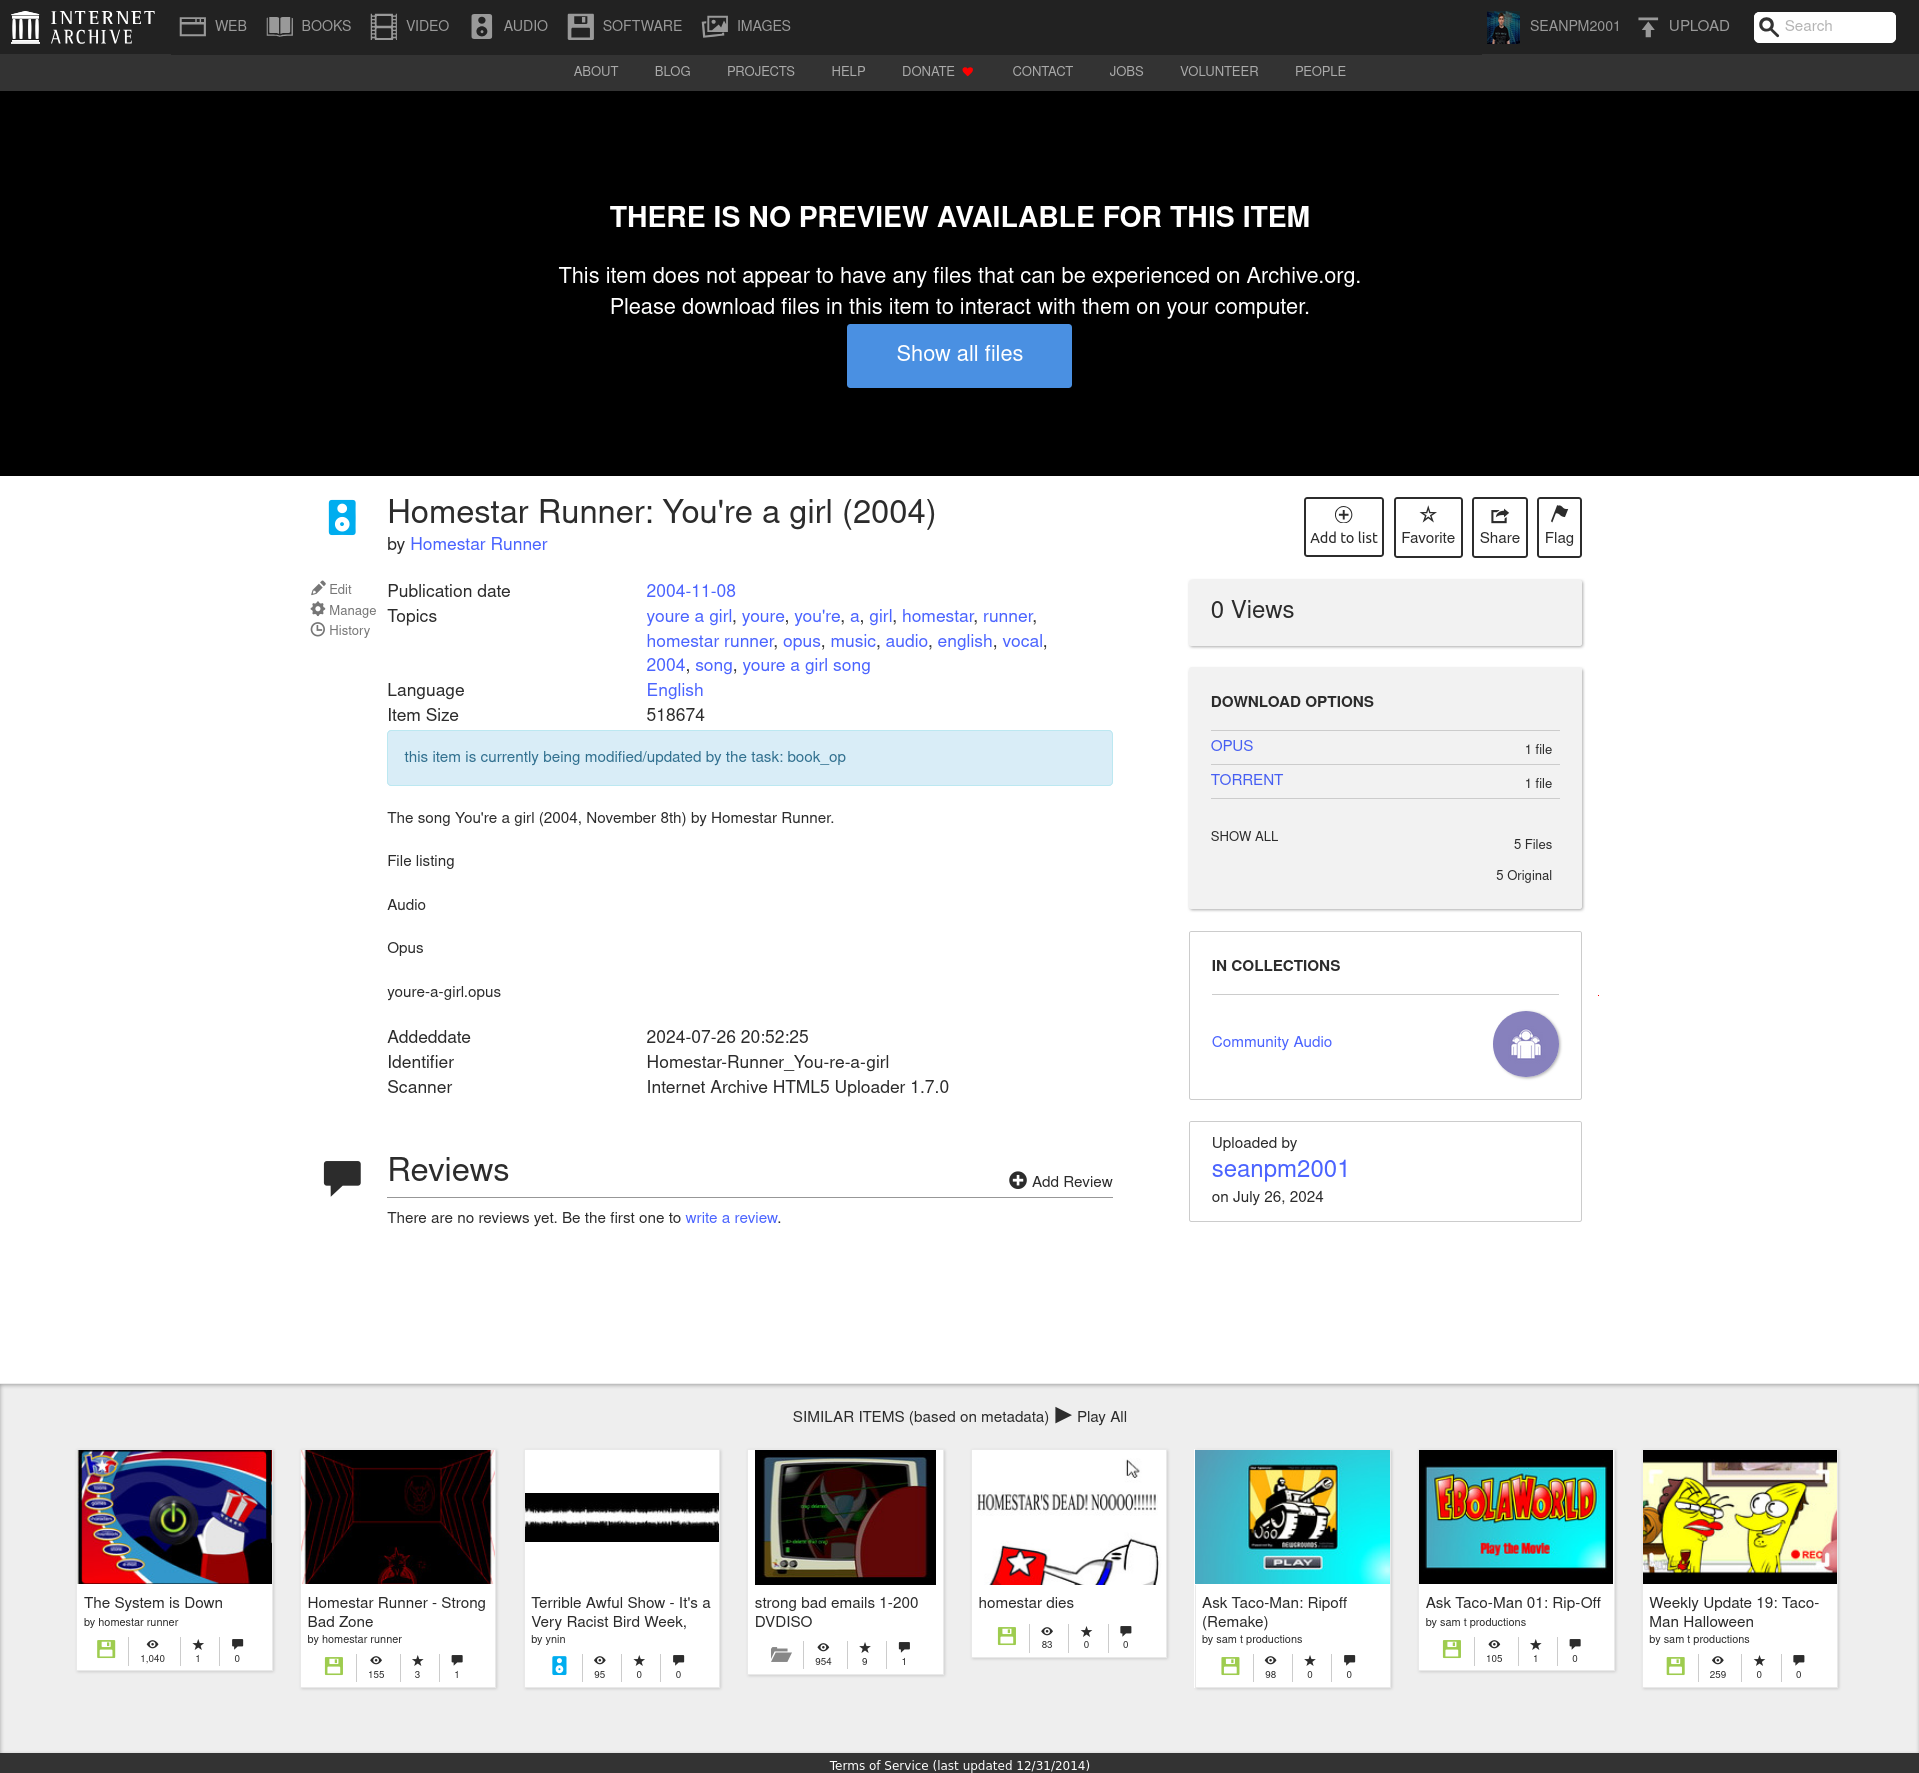 INTERNET ARCHIVE
WEB BOOKS VIDEO AUDIO SOFTWARE IMAGES SEANPM2001 UPLOAD Search
ABOUT BLOG PROJECTS HELP DONATE CONTACT JOBS VOLUNTEER PEOPLE
THERE IS NO PREVIEW AVAILABLE FOR THIS ITEM
This item does not appear to have any files that can be experienced on Archive.org.
Please download files in this item to interact with them on your computer.
Show all files
Homestar Runner: You're a girl (2004)
by Homestar Runner
Add to list Favorite Share Flag
Edit
Manage
History
Publication date 2004-11-08
Topics youre a girl, youre, you're, a, girl, homestar, runner,
homestar runner, opus, music, audio, english, vocal,
2004, song, youre a girl song
Language English
Item Size 518674
this item is currently being modified/updated by the task: book_op
The song You're a girl (2004, November 8th) by Homestar Runner.
File listing
Audio
Opus
youre-a-girl.opus
Addeddate 2024-07-26 20:52:25
Identifier Homestar-Runner_You-re-a-girl
Scanner Internet Archive HTML5 Uploader 1.7.0
0 Views
DOWNLOAD OPTIONS
OPUS 1 file
TORRENT 1 file
SHOW ALL 5 Files
5 Original
IN COLLECTIONS
Community Audio
Uploaded by
seanpm2001
on July 26, 2024
Reviews
Add Review
There are no reviews yet. Be the first one to write a review.
SIMILAR ITEMS (based on metadata) Play All
The System is Down
by homestar runner
1,040 1 0
Homestar Runner - Strong
Bad Zone
by homestar runner
155 3 1
Terrible Awful Show - It's a
Very Racist Bird Week,
by ynin
95 0 0
strong bad emails 1-200
DVDISO
954 9 1
HOMESTAR'S DEAD! NOOOO!!!!!!
homestar dies
83 0 0
NEWGROUNDS
PLAY
Ask Taco-Man: Ripoff
(Remake)
by sam t productions
98 0 0
EBOLAWORLD
Play the Movie
Ask Taco-Man 01: Rip-Off
by sam t productions
105 1 0
REC
Weekly Update 19: Taco-
Man Halloween
by sam t productions
259 0 0
Terms of Service (last updated 12/31/2014)